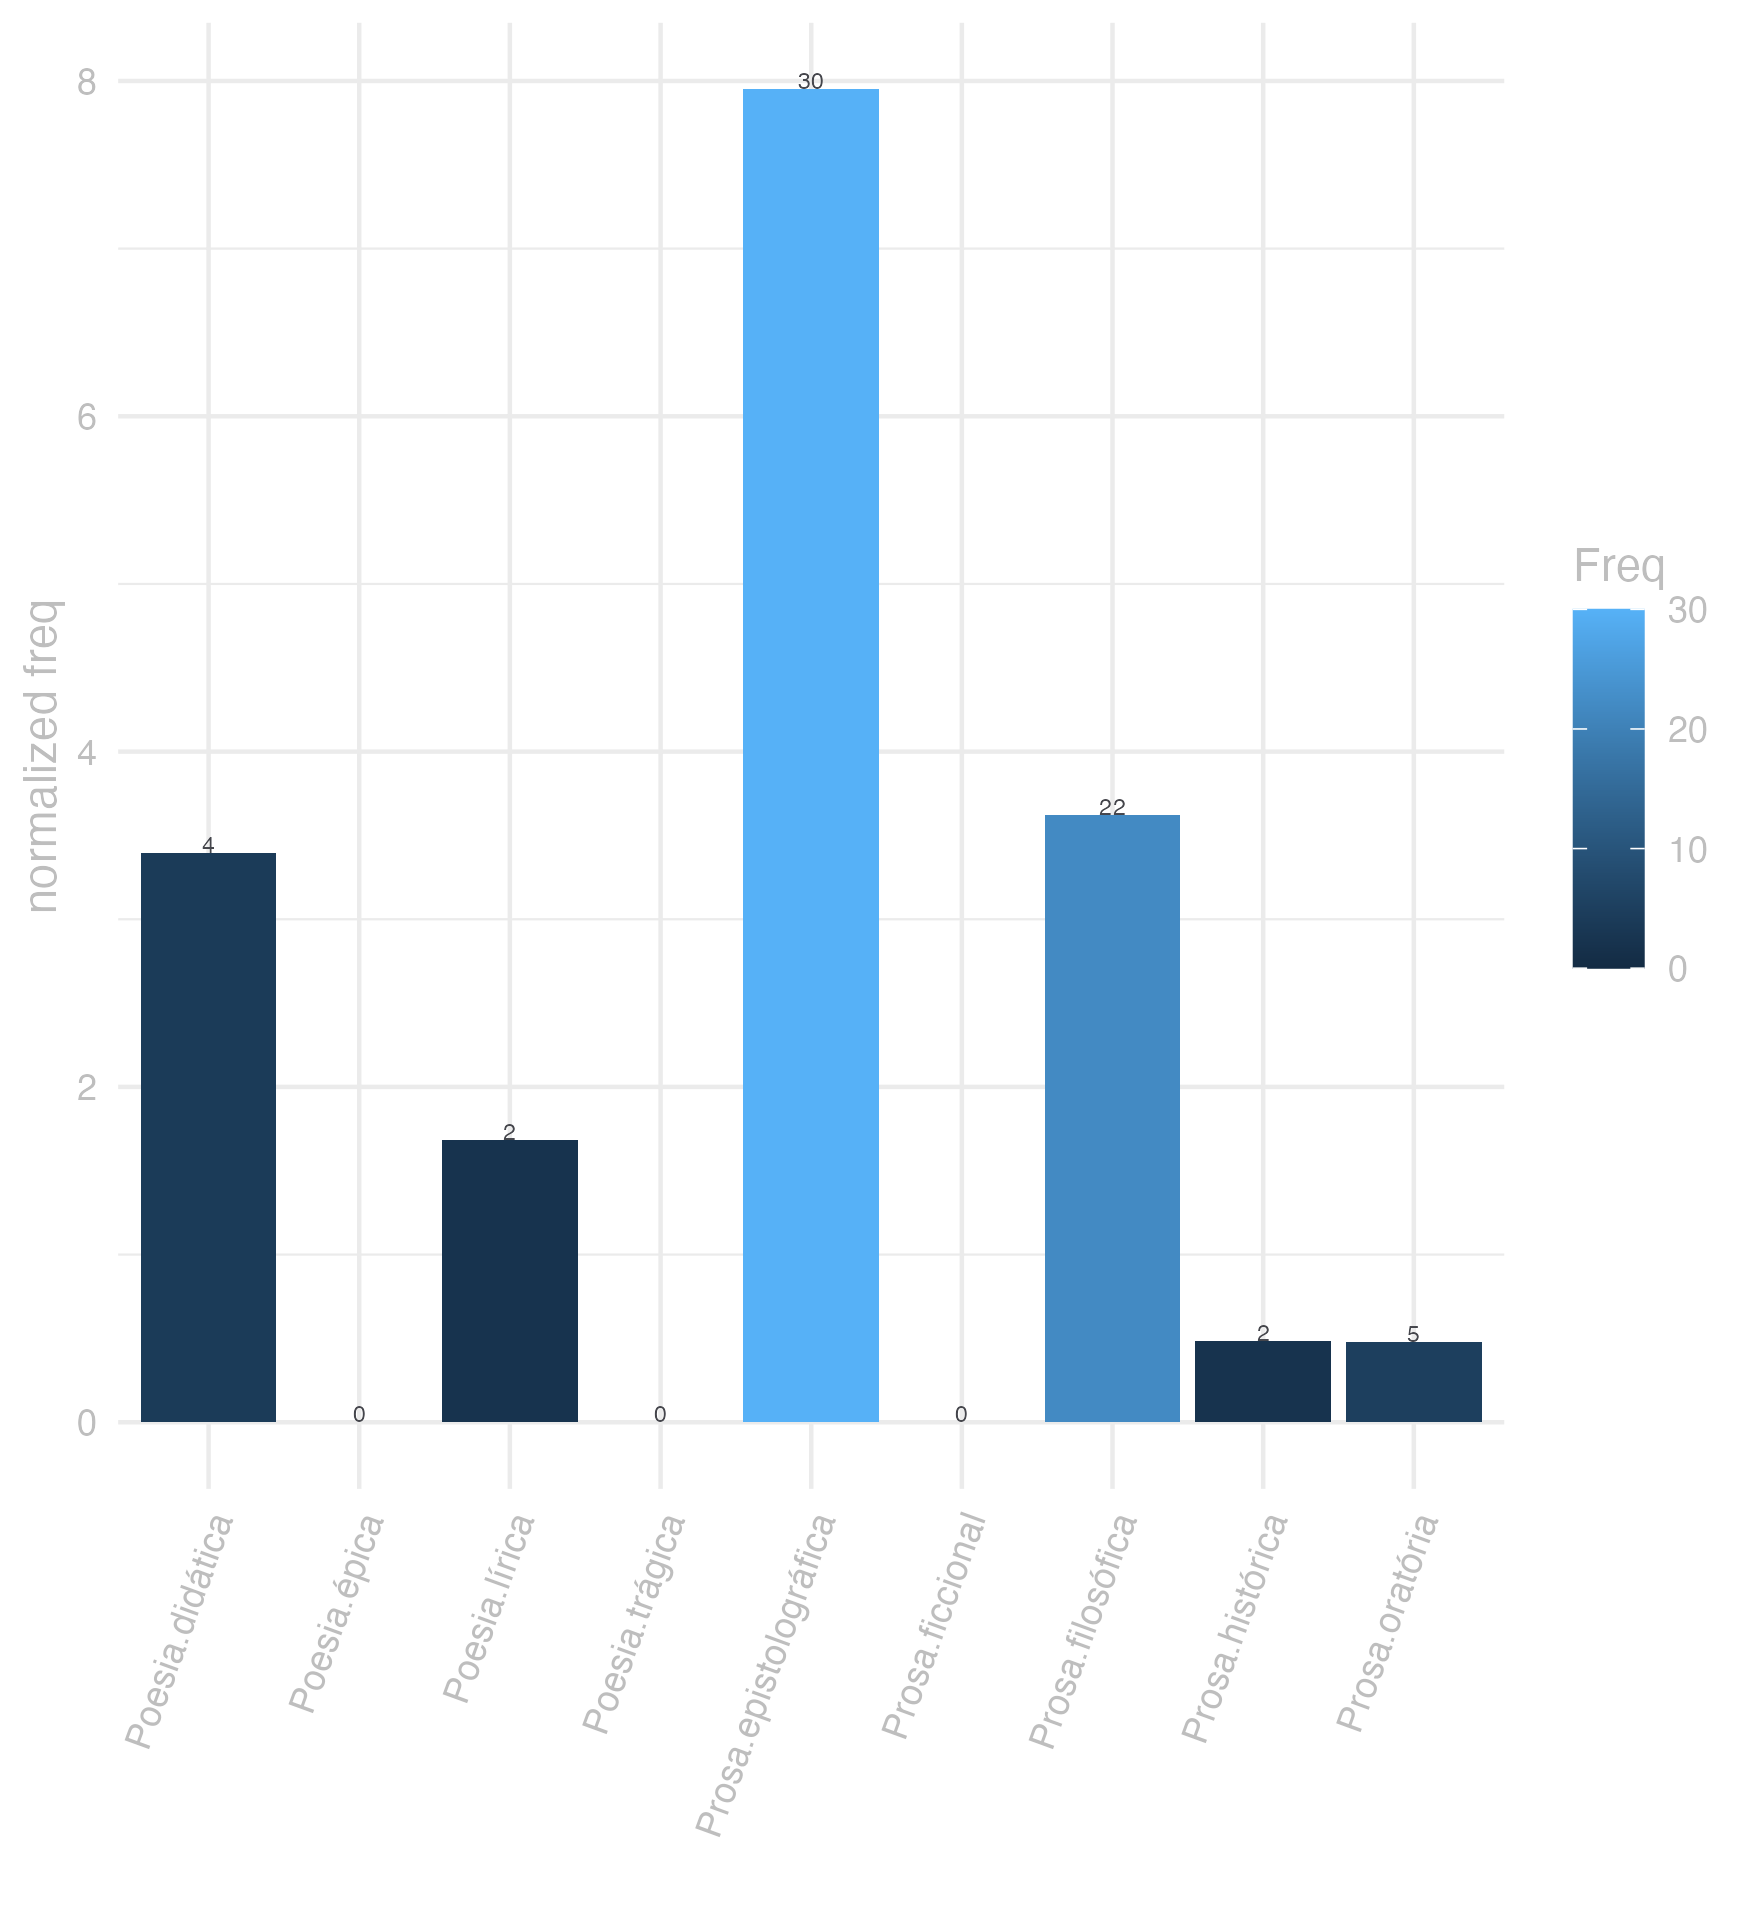 8
6
4
2
0
normalized freq
30
22
4
2
2
5
0
0
0
Poesia.didática
Poesia.épica
Poesia.lírica
Poesia.trágica
Prosa.epistolográfica
Prosa.ficcional
Prosa.filosófica
Prosa.histórica
Prosa.oratória
Freq
30
20
10
0